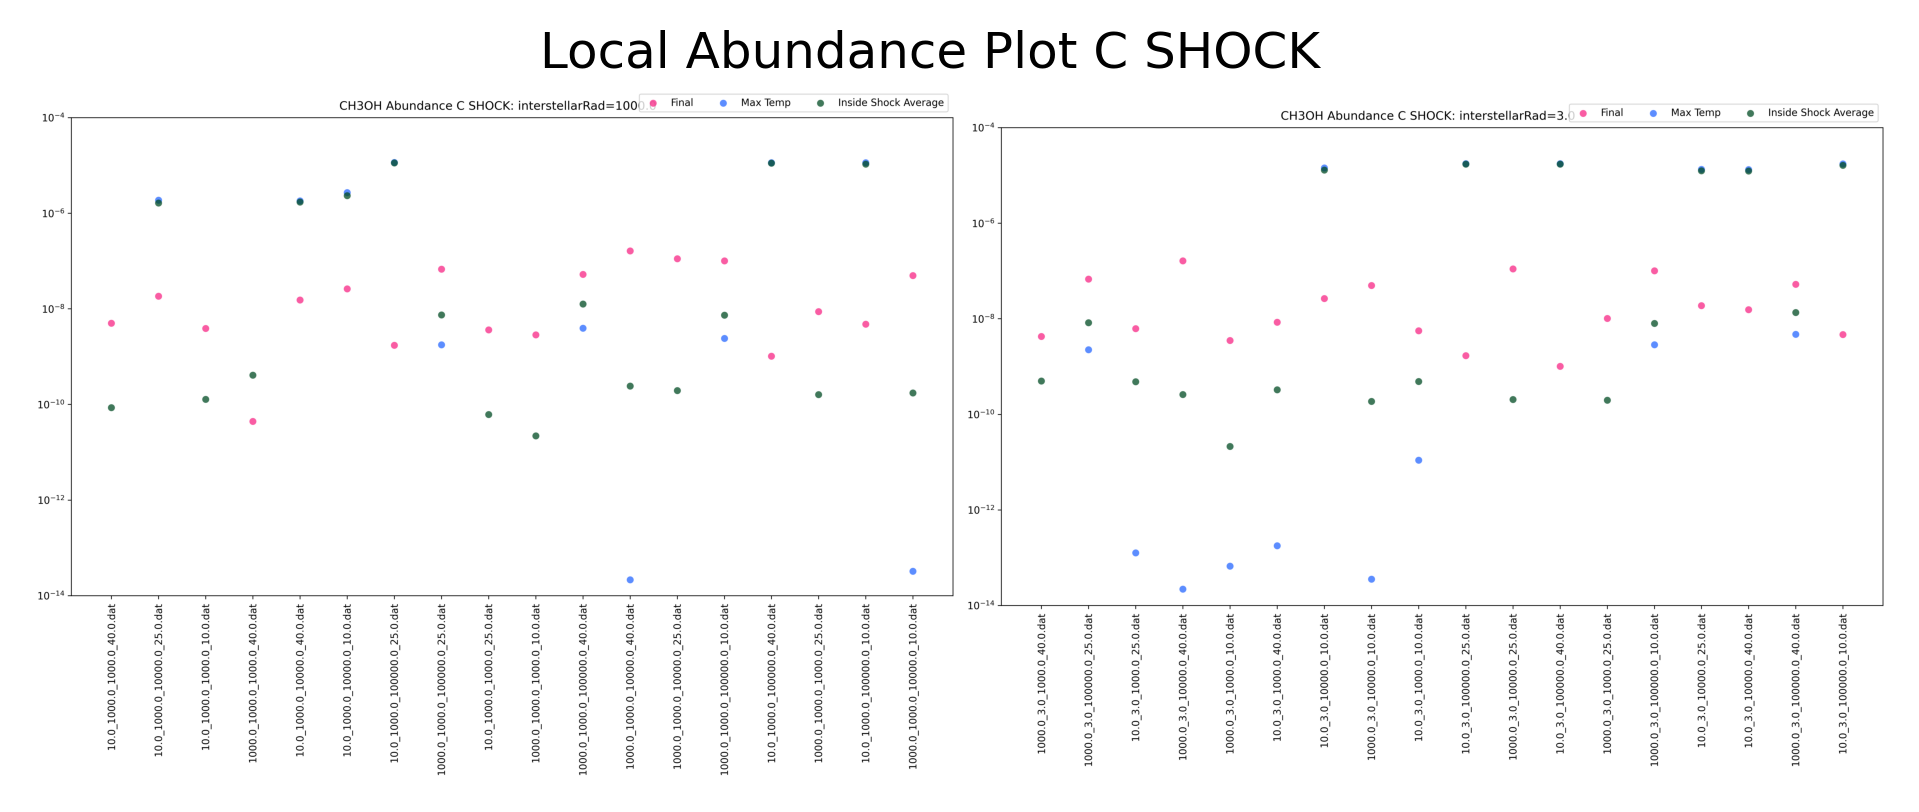 Local Abundance Plot C SHOCK
CH3OH Abundance C SHOCK: interstellarRad=1000.0
Final
Max Temp
Inside Shock Average
10⁻⁴
10⁻⁶
10⁻⁸
10⁻¹⁰
10⁻¹²
10⁻¹⁴
10.0_1000.0_1000.0_40.0.dat
10.0_1000.0_10000.0_25.0.dat
10.0_1000.0_1000.0_10.0.dat
1000.0_1000.0_1000.0_40.0.dat
10.0_1000.0_10000.0_40.0.dat
10.0_1000.0_10000.0_10.0.dat
10.0_1000.0_100000.0_25.0.dat
1000.0_1000.0_100000.0_25.0.dat
10.0_1000.0_1000.0_25.0.dat
1000.0_1000.0_1000.0_10.0.dat
1000.0_1000.0_100000.0_40.0.dat
1000.0_1000.0_10000.0_40.0.dat
1000.0_1000.0_10000.0_25.0.dat
1000.0_1000.0_100000.0_10.0.dat
10.0_1000.0_100000.0_40.0.dat
1000.0_1000.0_1000.0_25.0.dat
10.0_1000.0_100000.0_10.0.dat
1000.0_1000.0_10000.0_10.0.dat
CH3OH Abundance C SHOCK: interstellarRad=3.0
Final
Max Temp
Inside Shock Average
10⁻⁴
10⁻⁶
10⁻⁸
10⁻¹⁰
10⁻¹²
10⁻¹⁴
1000.0_3.0_1000.0_40.0.dat
1000.0_3.0_100000.0_25.0.dat
10.0_3.0_1000.0_25.0.dat
1000.0_3.0_10000.0_40.0.dat
1000.0_3.0_1000.0_10.0.dat
10.0_3.0_1000.0_40.0.dat
10.0_3.0_10000.0_10.0.dat
1000.0_3.0_10000.0_10.0.dat
10.0_3.0_1000.0_10.0.dat
10.0_3.0_100000.0_25.0.dat
1000.0_3.0_10000.0_25.0.dat
10.0_3.0_100000.0_40.0.dat
1000.0_3.0_1000.0_25.0.dat
1000.0_3.0_100000.0_10.0.dat
10.0_3.0_10000.0_25.0.dat
10.0_3.0_10000.0_40.0.dat
1000.0_3.0_100000.0_40.0.dat
10.0_3.0_100000.0_10.0.dat